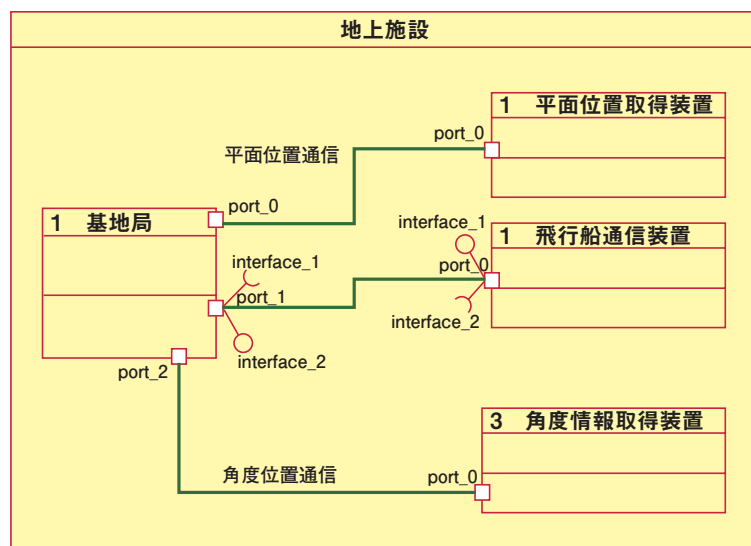 地上施設
1 平面位置取得装置
port_0
平面位置通信
port_0
1 基地局
interface_1
1 飛行船通信装置
port_0
interface_1
port_1
interface_2
interface_2
port_2
3 角度情報取得装置
角度位置通信
port_0